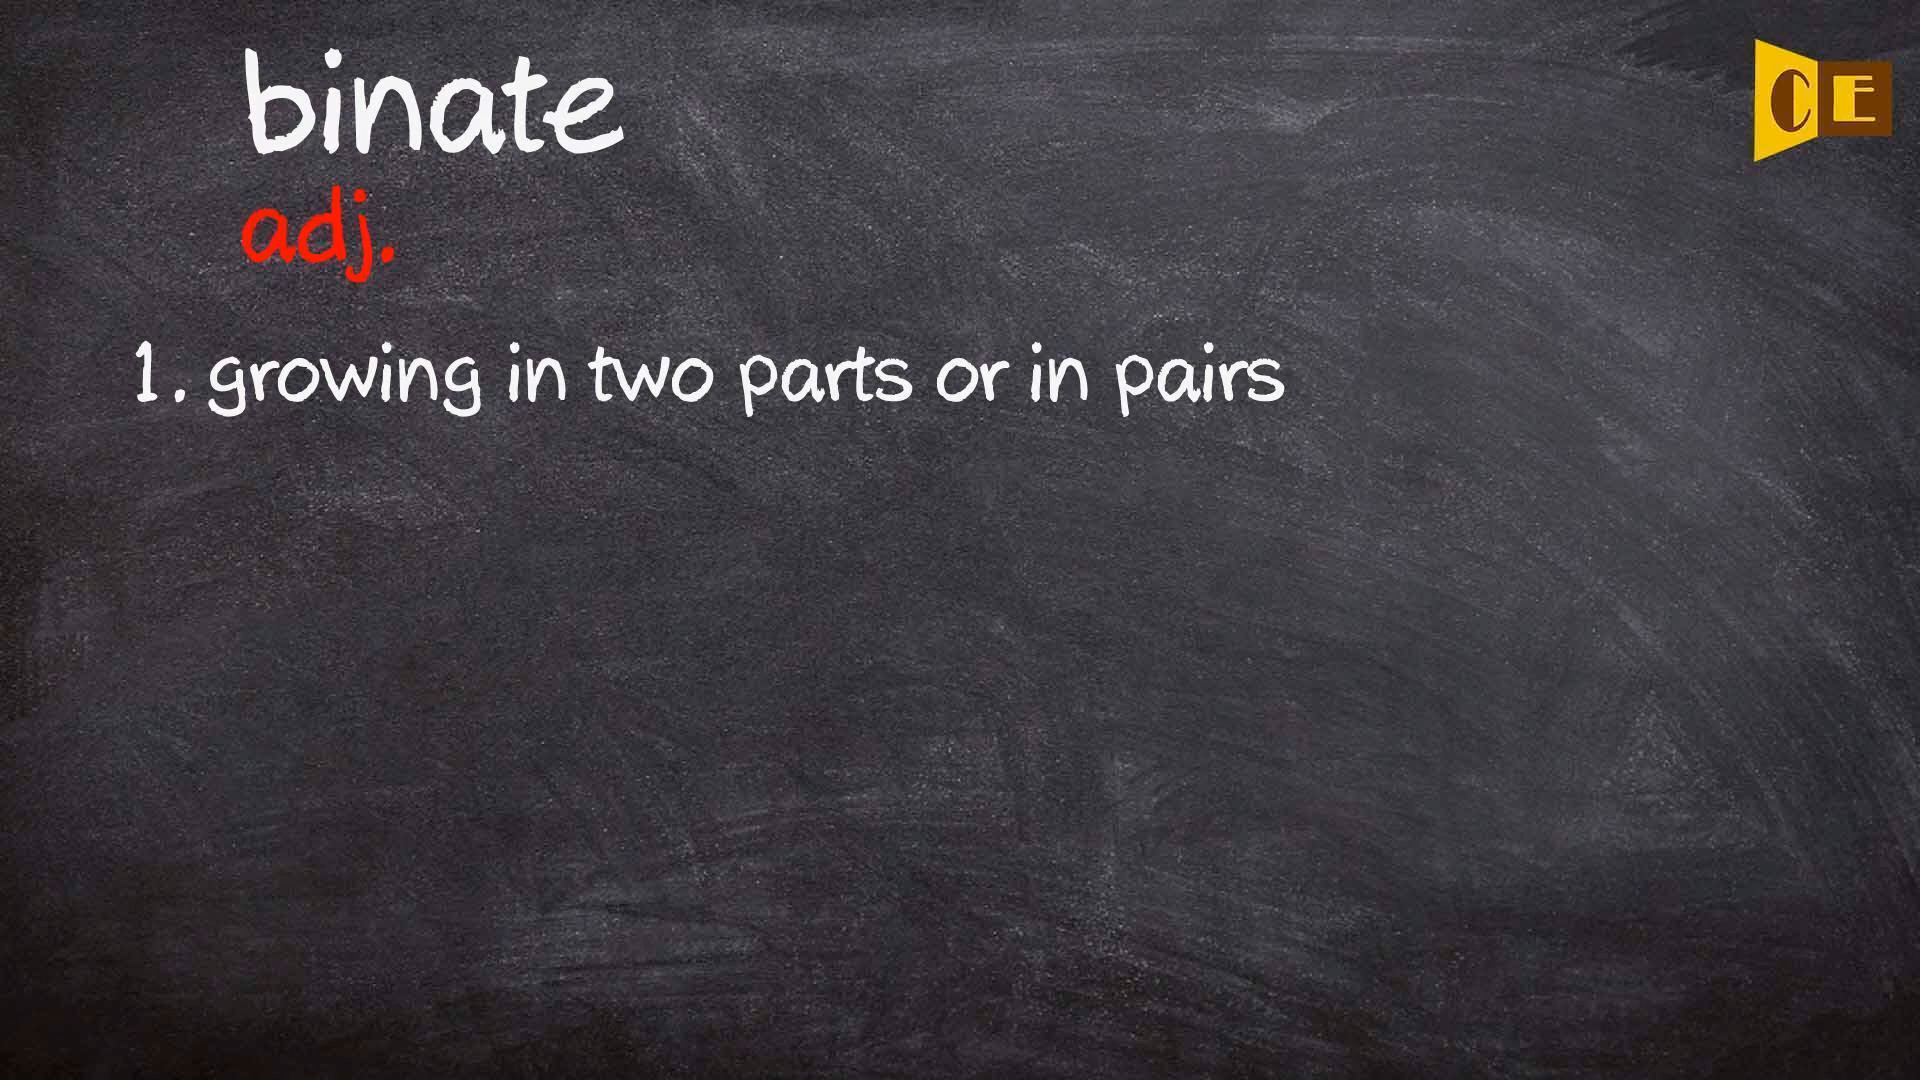 binate
CE
adj.
1. growing in two parts or in pairs